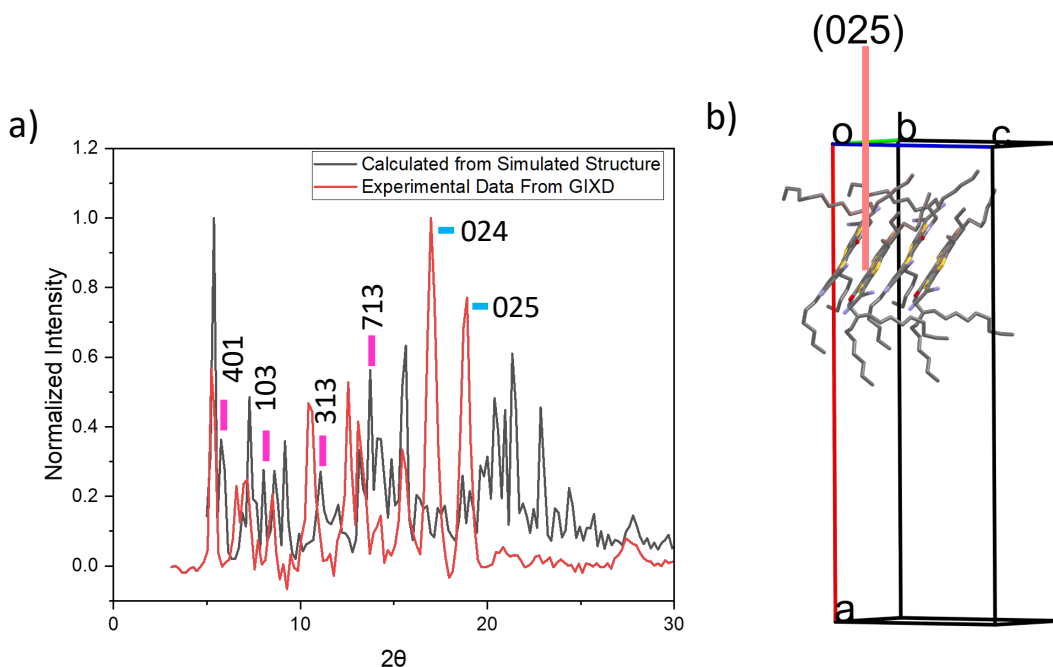 a)
1.2
1.0
0.8
0.6
0.4
0.2
0.0
Normalized Intensity
Calculated from Simulated Structure
Experimental Data From GIXD
401
103
313
713
024
025
0
10
20
30
2θ
b)
(025)
o
b
c
a